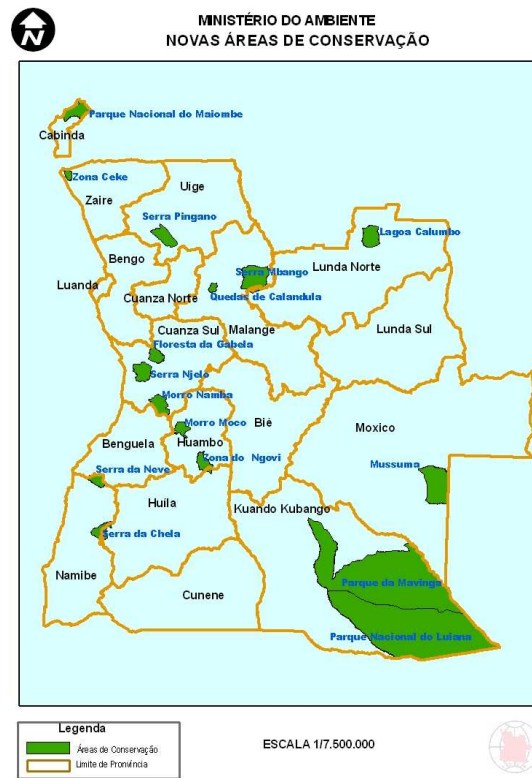 N
MINISTÉRIO DO AMBIENTE
NOVAS ÁREAS DE CONSERVAÇÃO
Parque Nacional do Maiombe
Cabinda
Zona Ceke
Zaire
Uige
Serra Pingano
Lagoa Calumbo
Bengo
Serra Mbango
Lunda Norte
Luanda
Cuanza Norte
Quedas de Calandula
Cuanza Sul
Malange
Lunda Sul
Floresta da Gabela
Serra Njelo
Morro Namba
Morro Moco
Bié
Moxico
Benguela
Huambo
Zona do Ngovi
Mussuma
Serra da Neve
Huíla
Kuando Kubango
Serra da Chela
Namibe
Cunene
Parque da Mavinga
Parque Nacional do Luiana
Legenda
Áreas de Conservação
Limite de Pronvíncia
ESCALA 1/7.500.000